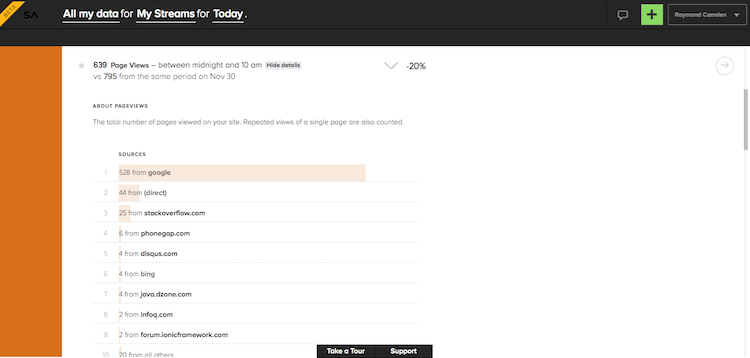 BETA
SA
All my data for My Streams for Today.
Raymond Camden
639 Page Views – between midnight and 10 am Hide details
vs 795 from the same period on Nov 30
-20%
ABOUT PAGEVIEWS
The total number of pages viewed on your site. Repeated views of a single page are also counted.
SOURCES
1 528 from google
2 44 from (direct)
3 25 from stackoverflow.com
4 6 from phonegap.com
5 4 from disqus.com
6 4 from bing
7 4 from java.dzone.com
8 2 from infoq.com
9 2 from forum.ionicframework.com
10 20 from all others
Take a Tour Support